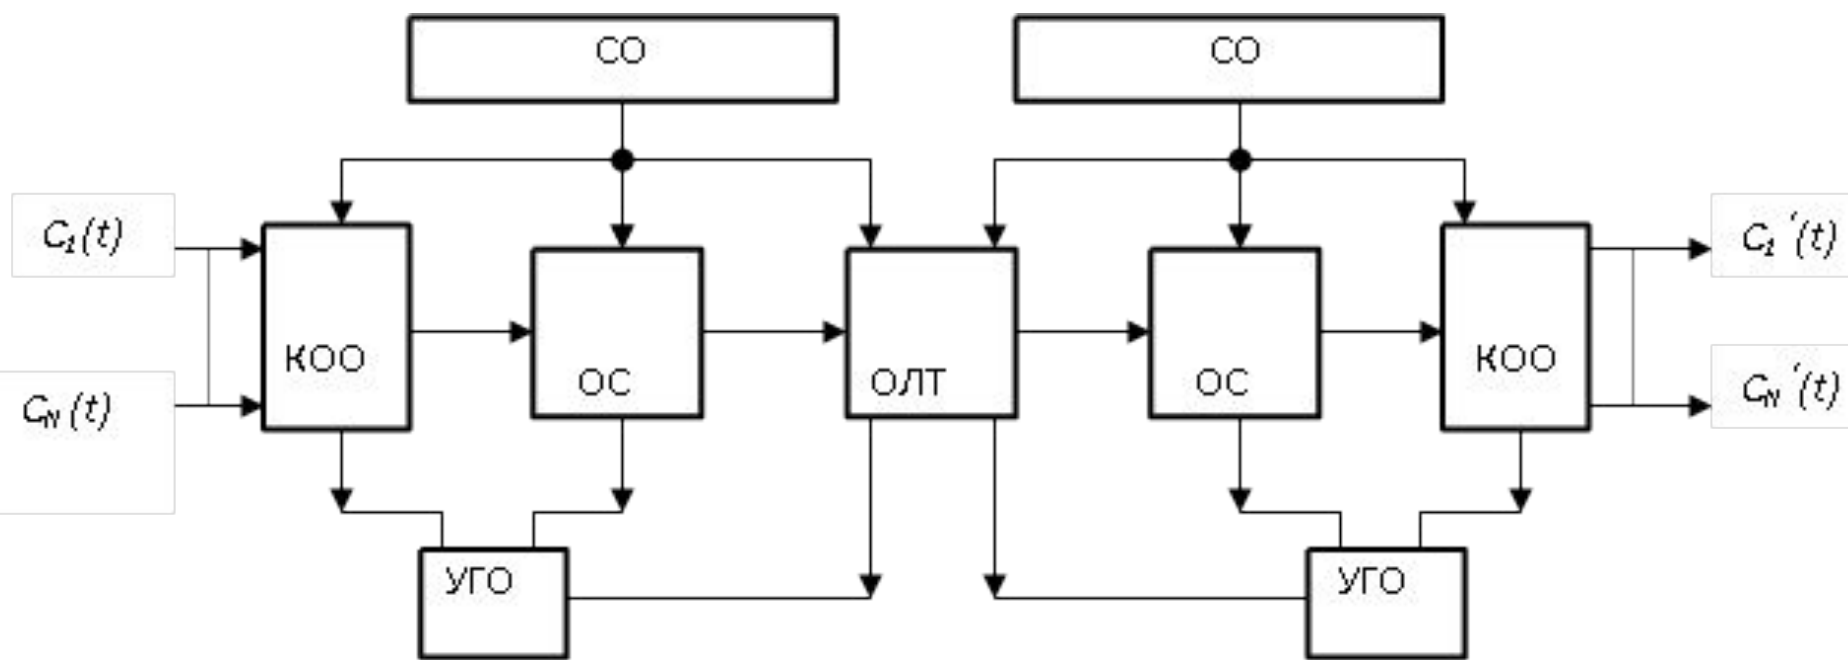 СО
СО
C₁(t)
C₁′(t)
КОО
КОО
ОС
ОЛТ
ОС
C_N(t)
C_N′(t)
УГО
УГО